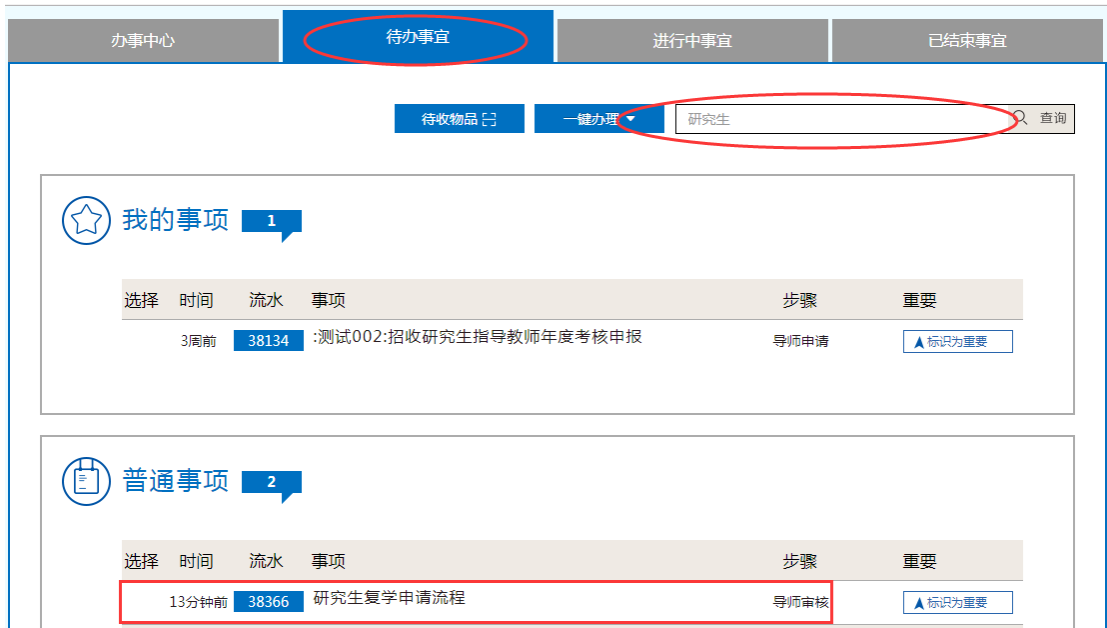 办事中心 待办事宜 进行中事宜 已结束事宜
待收物品 一键办理 研究生 查询
我的事项 1
选择 时间 流水 事项 步骤 重要
3周前 38134 :测试002:招收研究生指导教师年度考核申报 导师申请 标识为重要
普通事项 2
选择 时间 流水 事项 步骤 重要
13分钟前 38366 研究生复学申请流程 导师审核 标识为重要